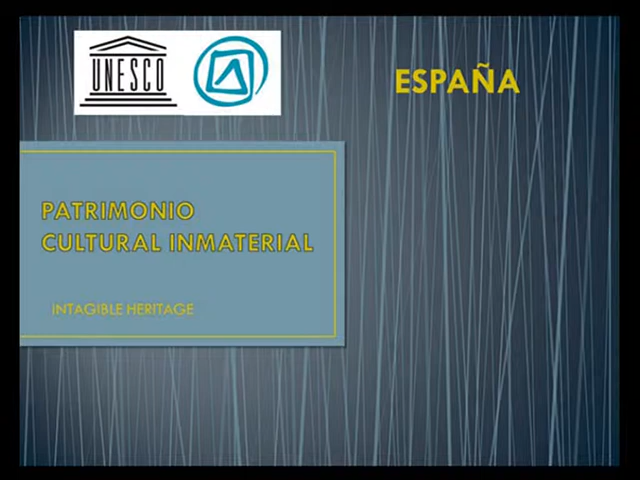 UNESCO
ESPAÑA
PATRIMONIO
CULTURAL INMATERIAL
INTAGIBLE HERITAGE